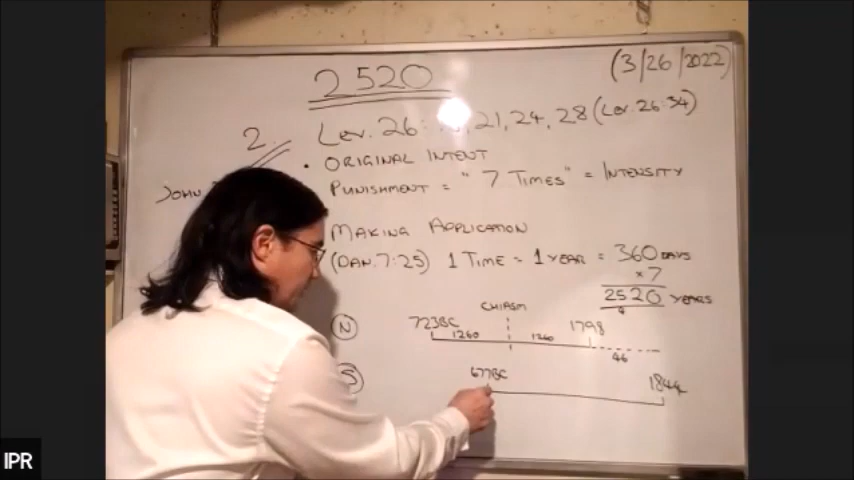 2520
(3/26/2022)
2.
Lev. 26: 21, 24, 28 (Lev. 26:34)
• ORIGINAL INTENT
JOHN
PUNISHMENT = "7 TIMES" = INTENSITY
MAKING APPLICATION
(DAN. 7:25) 1 TIME = 1 YEAR = 360 DAYS
×7
2520 YEARS
CHIASM
N 723BC 1260 1260 1798
46
S 677BC 1844
IPR